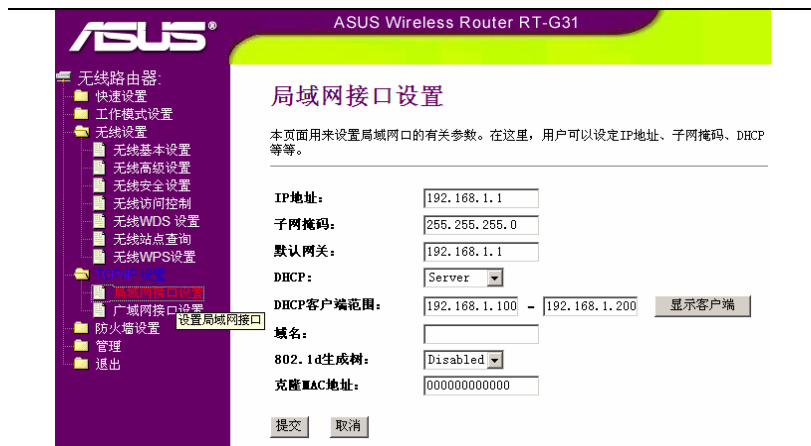 ASUS®
ASUS Wireless Router RT-G31
无线路由器:
快速设置
工作模式设置
无线设置
无线基本设置
无线高级设置
无线安全设置
无线访问控制
无线WDS 设置
无线站点查询
无线WPS设置
TCP/IP 设置
局域网接口设置
广域网接口设置
设置局域网接口
防火墙设置
管理
退出
局域网接口设置
本页面用来设置局域网口的有关参数。在这里，用户可以设定IP地址、子网掩码、DHCP
等等。
IP地址： 192.168.1.1
子网掩码： 255.255.255.0
默认网关： 192.168.1.1
DHCP： Server
DHCP客户端范围： 192.168.1.100 - 192.168.1.200 显示客户端
域名：
802.1d生成树： Disabled
克隆MAC地址： 000000000000
提交 取消